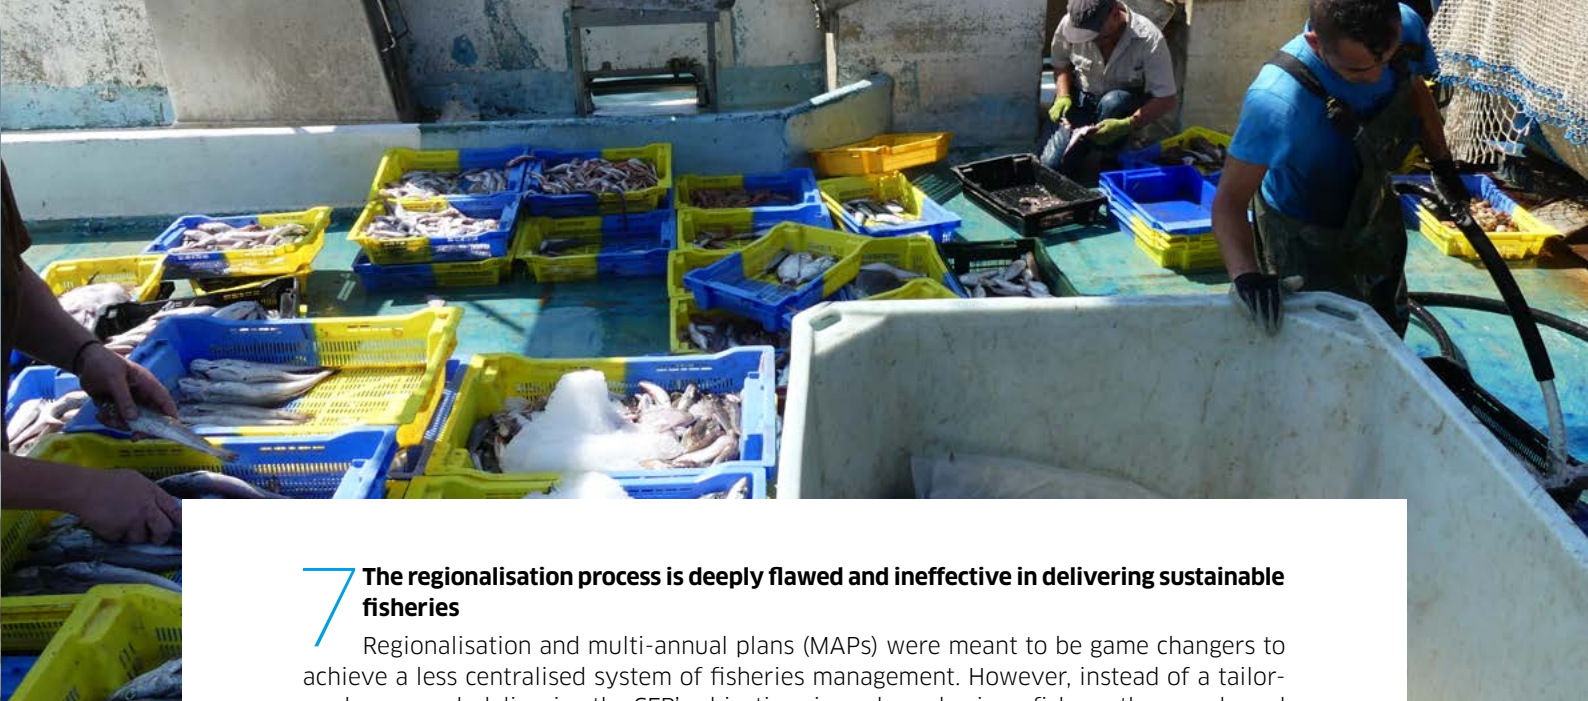 7 The regionalisation process is deeply flawed and ineffective in delivering sustainable
fisheries
Regionalisation and multi-annual plans (MAPs) were meant to be game changers to
achieve a less centralised system of fisheries management. However, instead of a tailor-